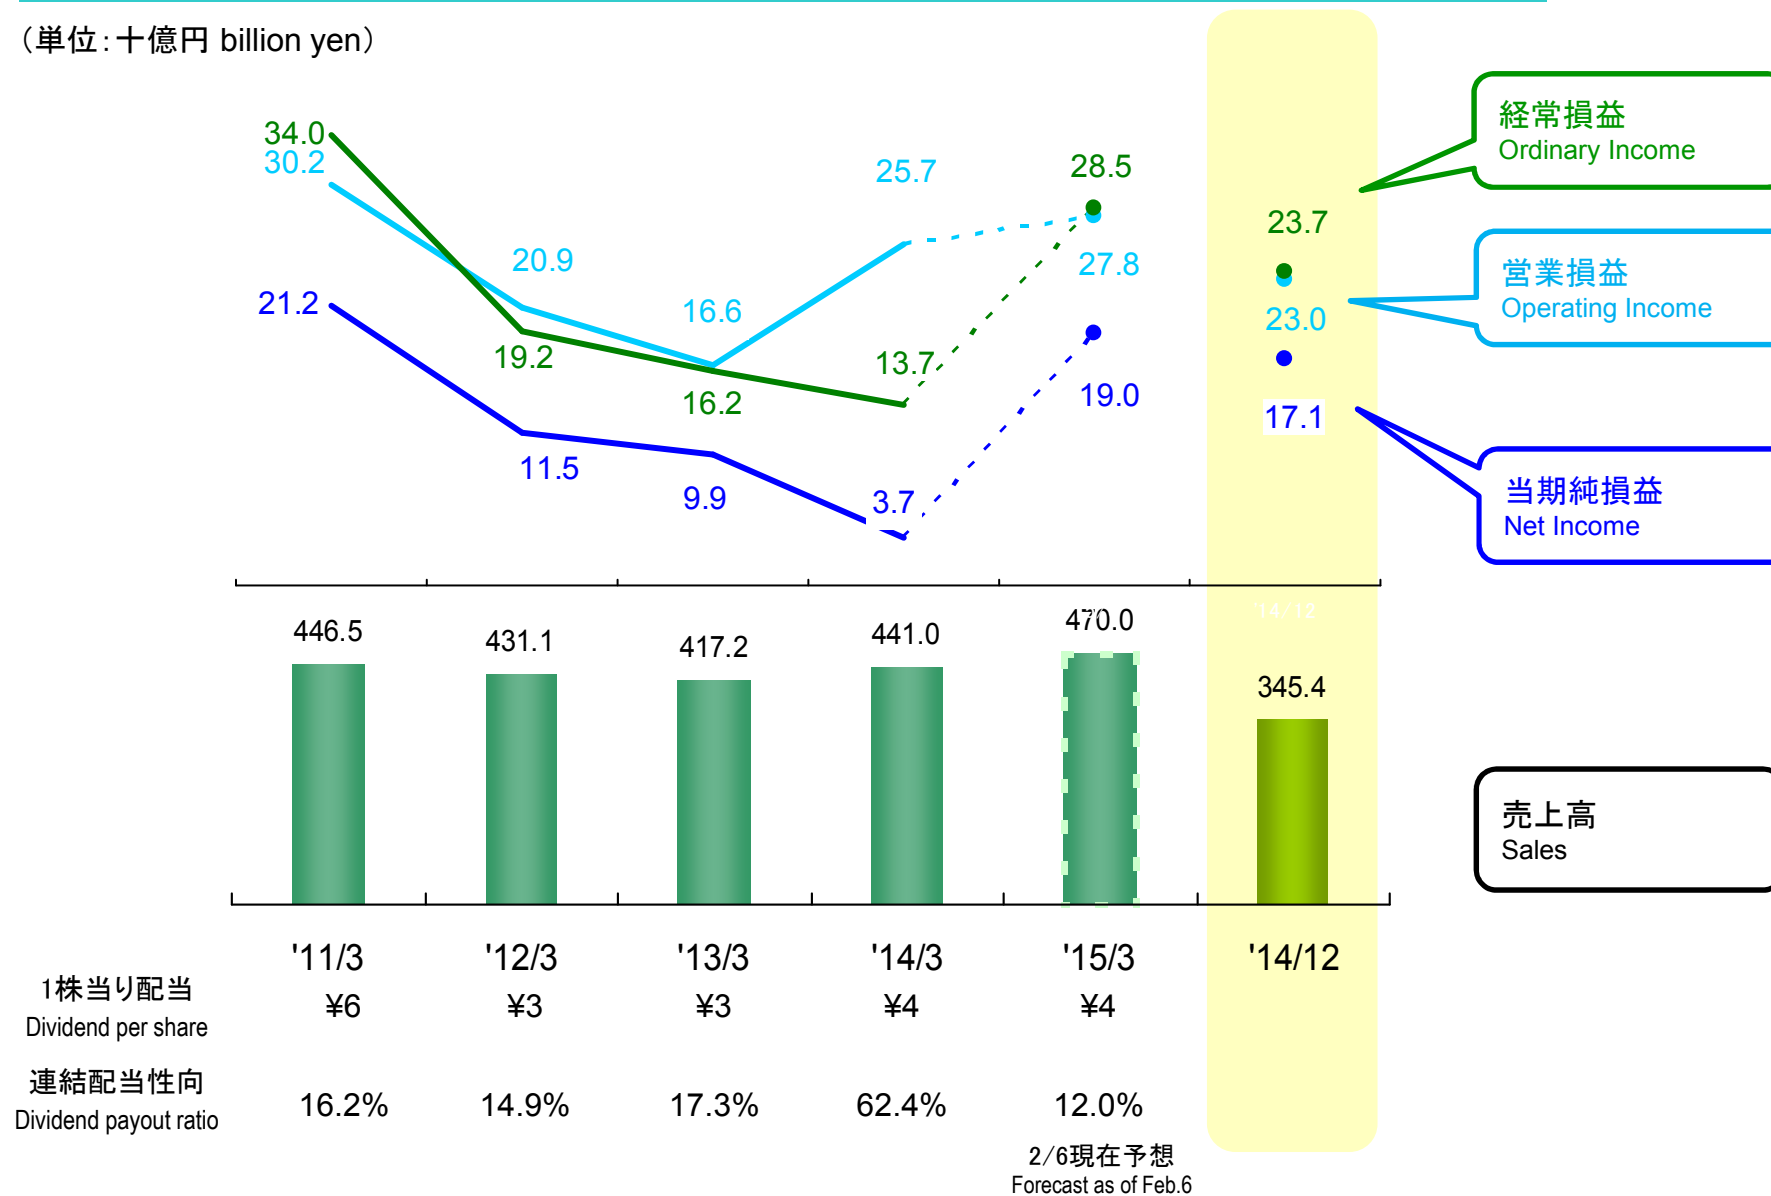 （単位：十億円 billion yen）
34.0
30.2
21.2
20.9
19.2
11.5
16.6
16.2
9.9
25.7
13.7
3.7
28.5
27.8
19.0
23.7
23.0
17.1
経常損益
Ordinary Income
営業損益
Operating Income
当期純損益
Net Income
'14/12
446.5
431.1
417.2
441.0
470.0
345.4
売上高
Sales
'11/3 '12/3 '13/3 '14/3 '15/3 '14/12
1株当り配当
Dividend per share
¥6 ¥3 ¥3 ¥4 ¥4
連結配当性向
Dividend payout ratio
16.2% 14.9% 17.3% 62.4% 12.0%
2/6現在予想
Forecast as of Feb.6